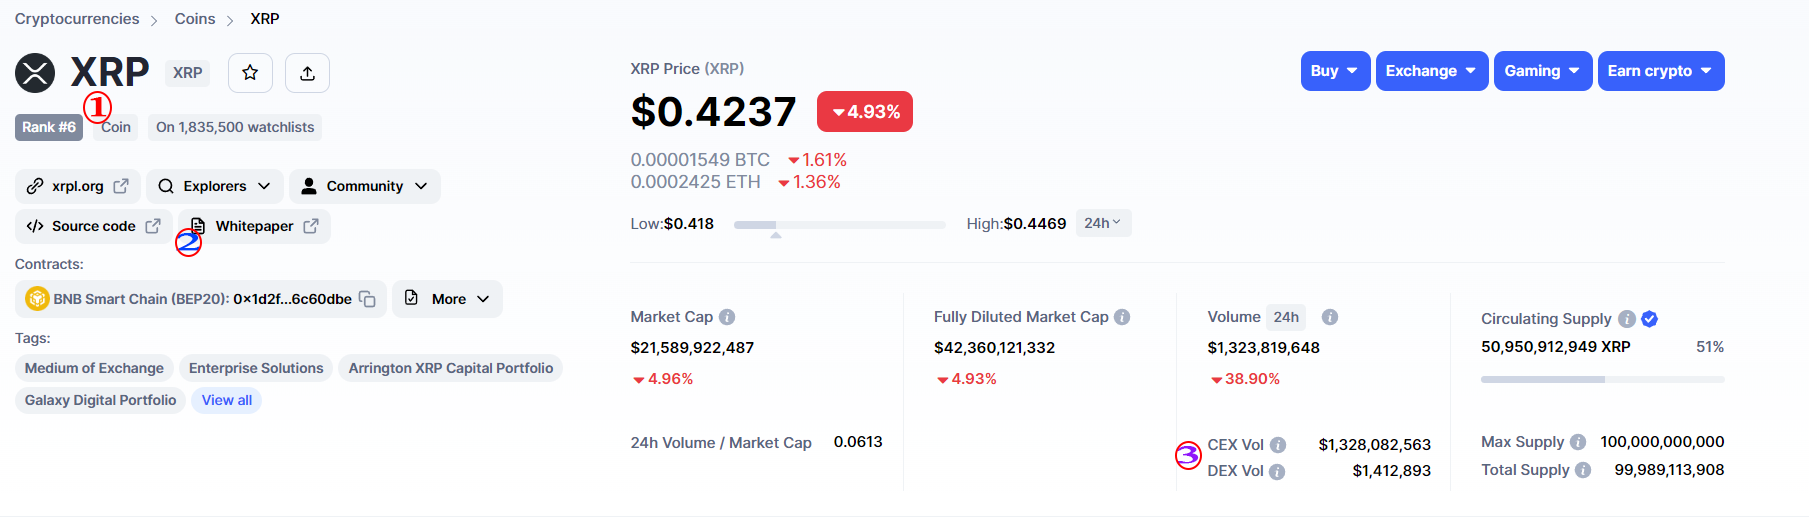 Cryptocurrencies > Coins > XRP
XRP XRP
1
Rank #6 Coin On 1,835,500 watchlists
xrpl.org Explorers Community
Source code Whitepaper
2
Contracts:
BNB Smart Chain (BEP20): 0x1d2f...6c60dbe More
Tags:
Medium of Exchange Enterprise Solutions Arrington XRP Capital Portfolio
Galaxy Digital Portfolio View all
XRP Price (XRP)
$0.4237 4.93%
0.00001549 BTC 1.61%
0.0002425 ETH 1.36%
Low:$0.418 High:$0.4469 24h
Buy Exchange Gaming Earn crypto
Market Cap
$21,589,922,487
4.96%
24h Volume / Market Cap 0.0613
Fully Diluted Market Cap
$42,360,121,332
4.93%
Volume 24h
$1,323,819,648
38.90%
3
CEX Vol $1,328,082,563
DEX Vol $1,412,893
Circulating Supply
50,950,912,949 XRP 51%
Max Supply 100,000,000,000
Total Supply 99,989,113,908